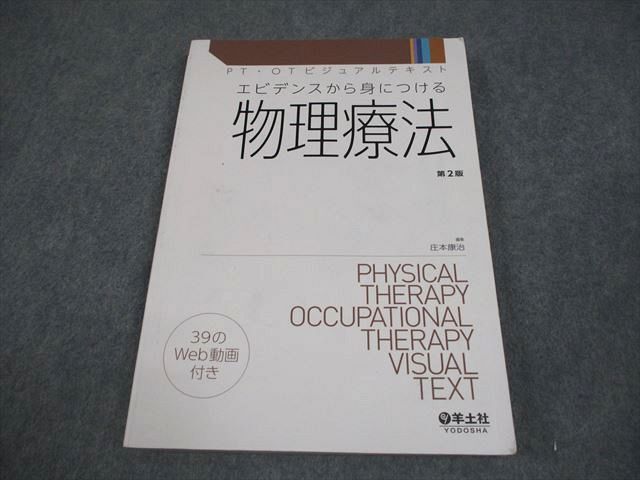 PT・OTビジュアルテキスト
エビデンスから身につける
物理療法
第2版
編集
庄本康治
PHYSICAL
THERAPY
OCCUPATIONAL
THERAPY
VISUAL
TEXT
39の
Web動画
付き
羊土社
YODOSHA